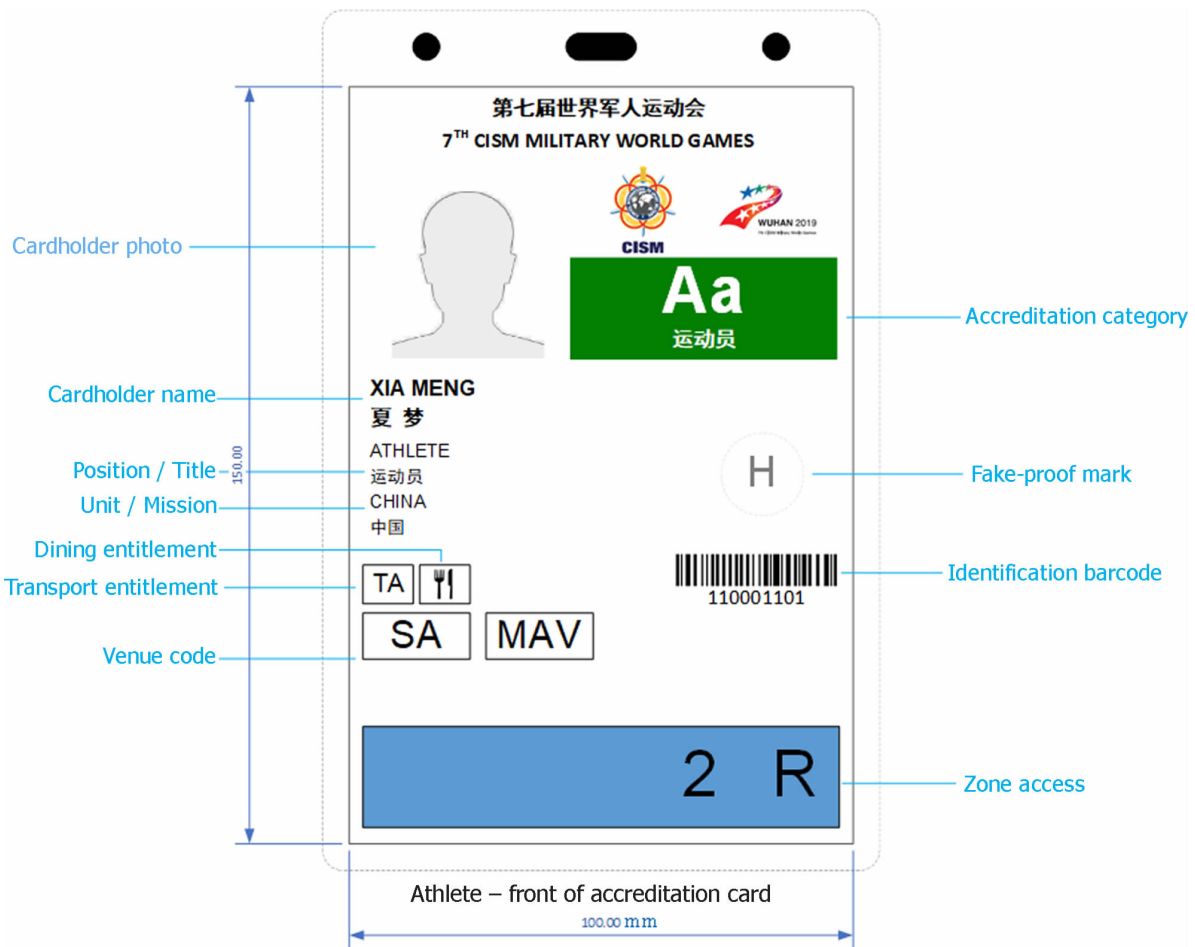 第七届世界军人运动会
7TH CISM MILITARY WORLD GAMES
CISM
WUHAN 2019
Cardholder photo
Aa
运动员
Accreditation category
Cardholder name
XIA MENG
夏 梦
ATHLETE
Position / Title
运动员
Unit / Mission
CHINA
中国
150.00
H
Fake-proof mark
Dining entitlement
Transport entitlement
TA
Identification barcode
110001101
SA MAV
Venue code
2 R
Zone access
Athlete – front of accreditation card
100.00 mm